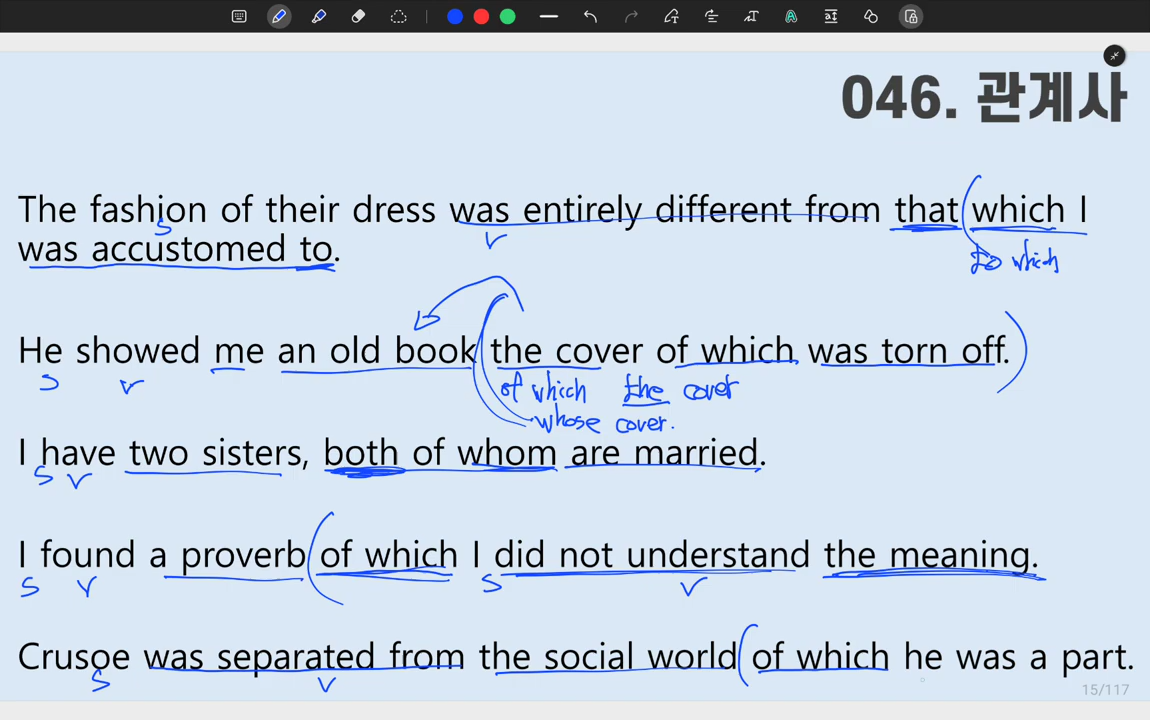 046. 관계사
The fashion of their dress was entirely different from that which I
s v
was accustomed to.
to which
He showed me an old book the cover of which was torn off.
s v
of which the cover
whose cover.
I have two sisters, both of whom are married.
s v
I found a proverb of which I did not understand the meaning.
s v s v
Crusoe was separated from the social world of which he was a part.
s v
15/117